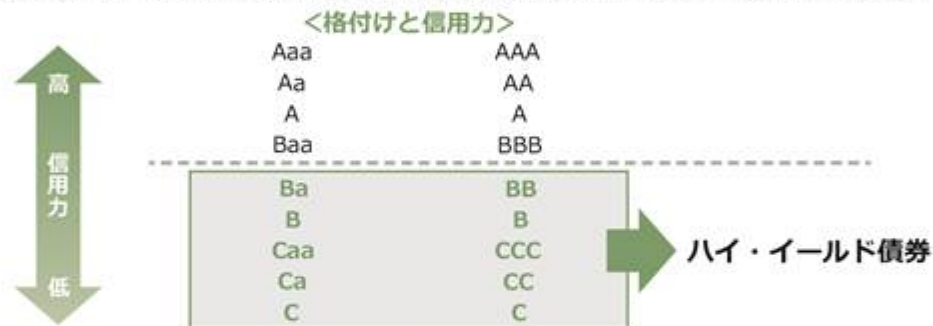 <格付けと信用力>
Aaa AAA
高 Aa AA
A A
Baa BBB
信用力
Ba BB
B B
Caa CCC ハイ・イールド債券
低 Ca CC
C C